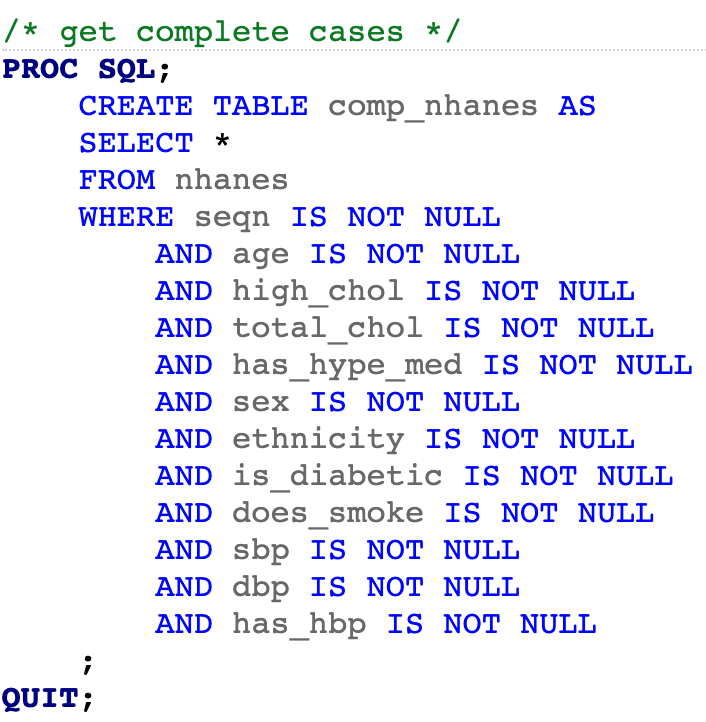 /* get complete cases */
PROC SQL;
CREATE TABLE comp_nhanes AS
SELECT *
FROM nhanes
WHERE seqn IS NOT NULL
AND age IS NOT NULL
AND high_chol IS NOT NULL
AND total_chol IS NOT NULL
AND has_hype_med IS NOT NULL
AND sex IS NOT NULL
AND ethnicity IS NOT NULL
AND is_diabetic IS NOT NULL
AND does_smoke IS NOT NULL
AND sbp IS NOT NULL
AND dbp IS NOT NULL
AND has_hbp IS NOT NULL
;
QUIT;